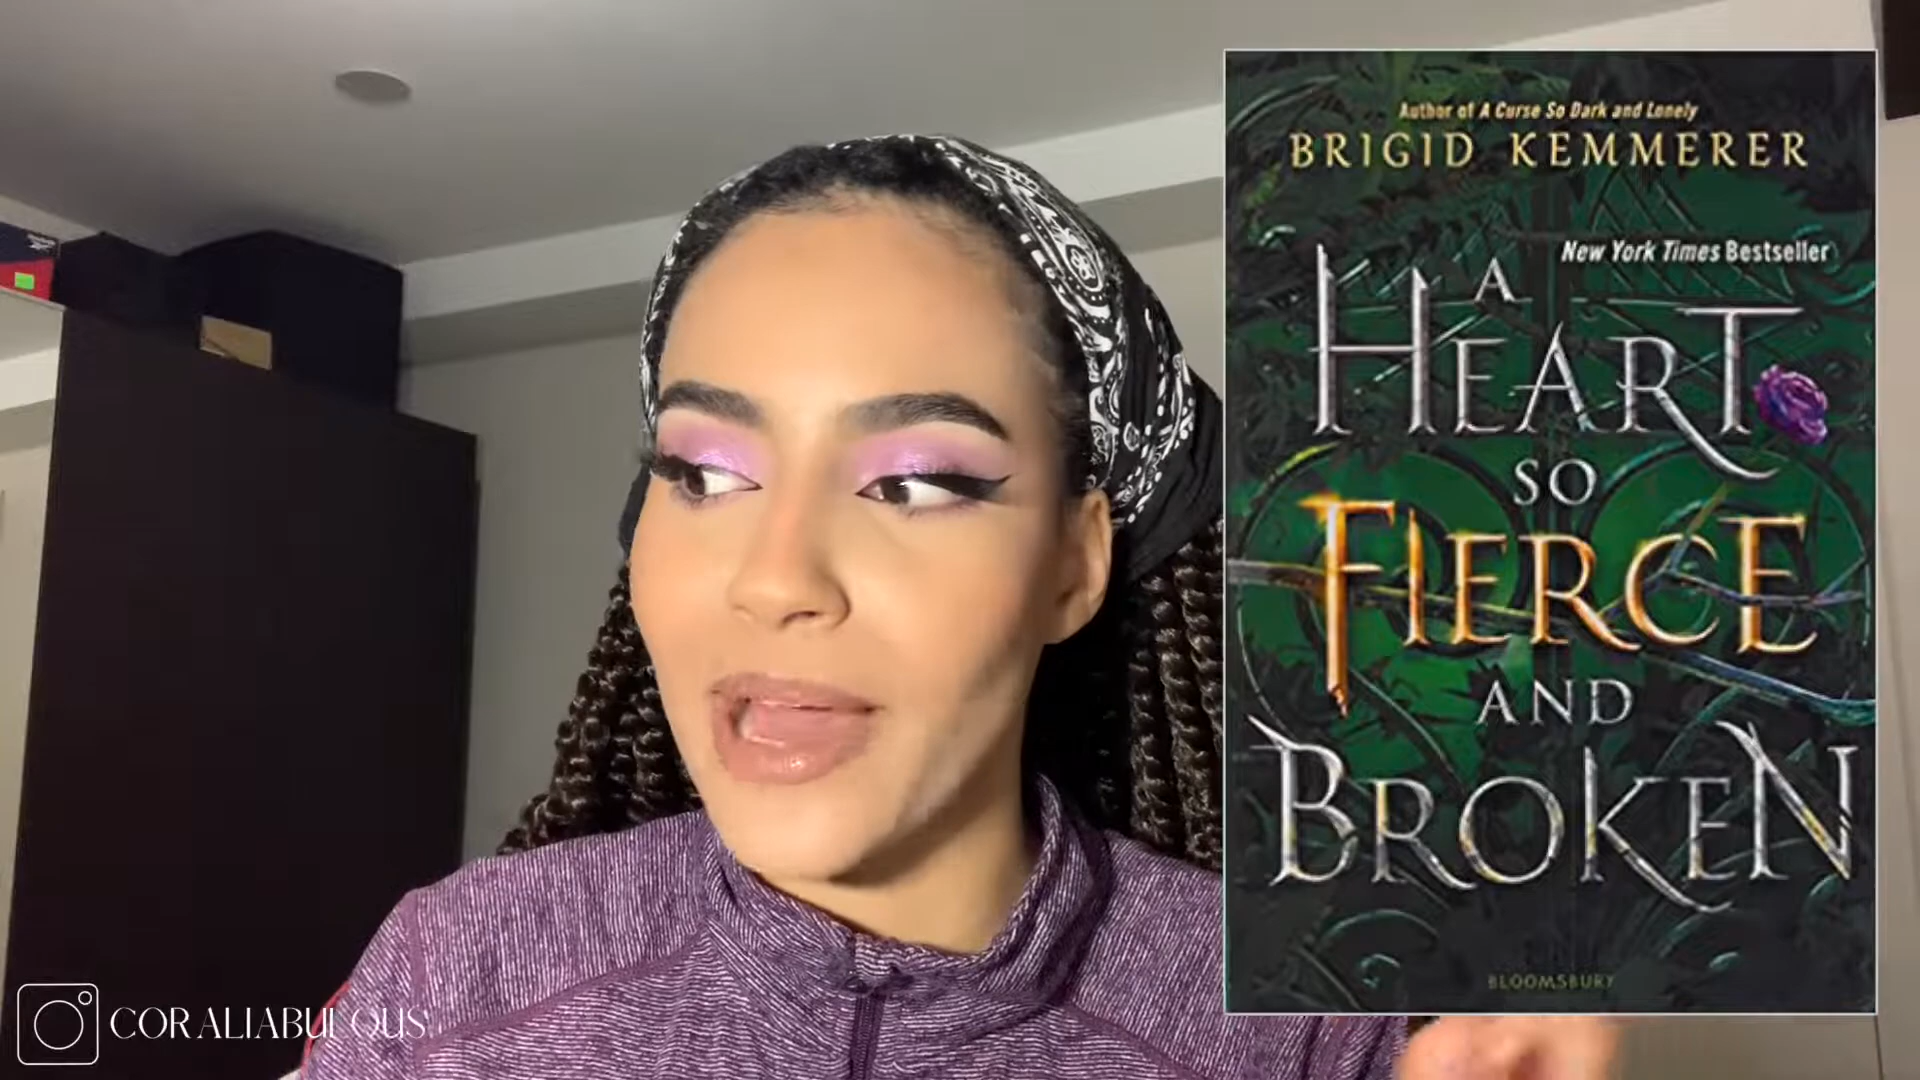 Author of A Curse So Dark and Lonely
BRIGID KEMMERER
New York Times Bestseller
A
HEART
SO
FIERCE
AND
BROKEN
BLOOMSBURY
CORALIABULOUS